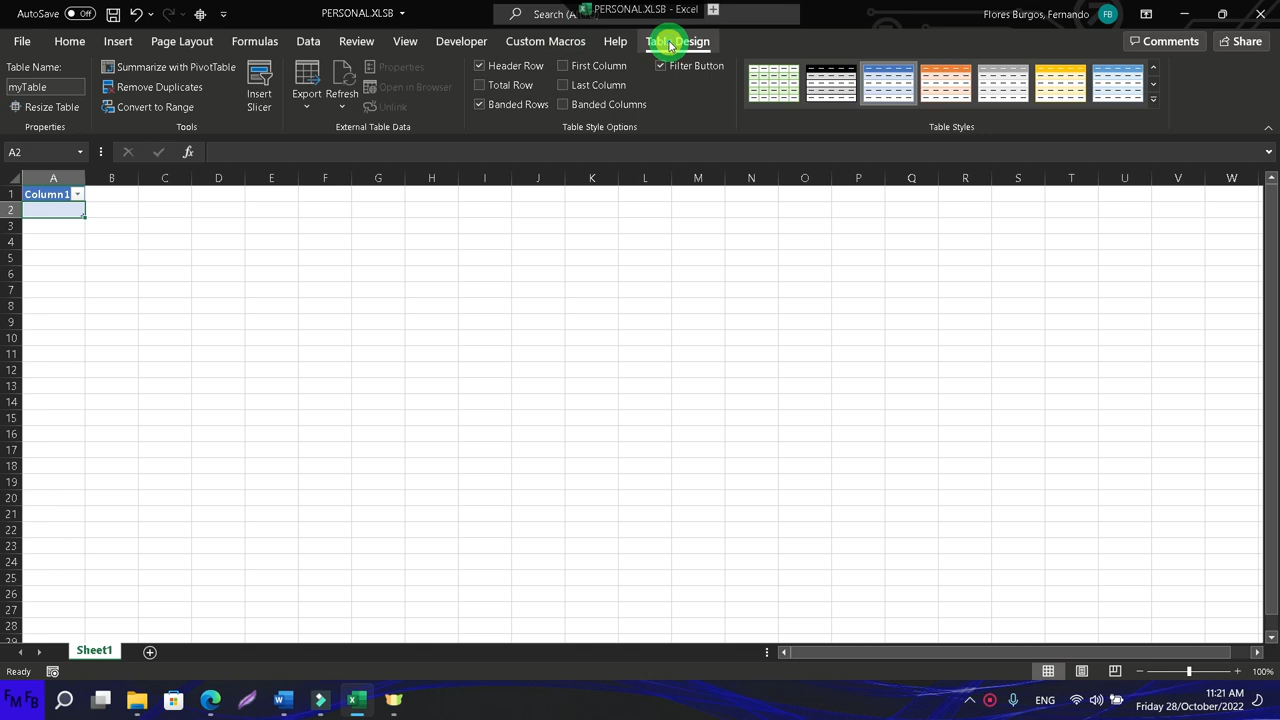 AutoSave Off PERSONAL.XLSB PERSONAL.XLSB - Excel Search Flores Burgos, Fernando FB
File Home Insert Page Layout Formulas Data Review View Developer Custom Macros Help Table Design Comments Share
Table Name: Summarize with PivotTable Header Row First Column Filter Button
myTable Remove Duplicates Insert Slicer Export Refresh Properties Open in Browser Total Row Last Column
Resize Table Convert to Range Unlink Banded Rows Banded Columns
Properties Tools External Table Data Table Style Options Table Styles
A2 fx
A B C D E F G H I J K L M N O P Q R S T U V W
1 Column1
2
3
4
5
6
7
8
9
10
11
12
13
14
15
16
17
18
19
20
21
22
23
24
25
26
27
28
29
Sheet1
Ready 100%
FM FB ENG 11:21 AM
Friday 28/October/2022